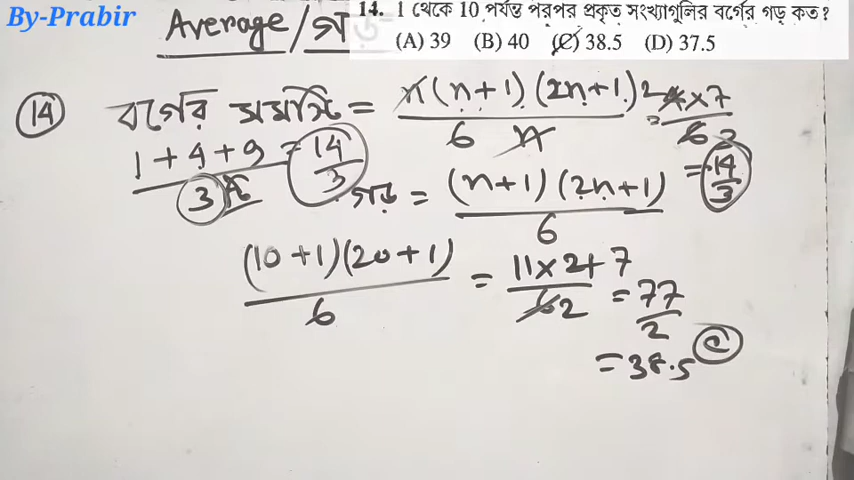 By-Prabir
Average/গ
14. 1 থেকে 10 পর্যন্ত পরপর প্রকৃত সংখ্যাগুলির বর্গের গড় কত?
(A) 39 (B) 40 (C) 38.5 (D) 37.5
14 বর্গের সমষ্টি = n(n+1)(2n+1) / 6 n
4×7 / 6 = 14/3
1+4+9 / 3 = 14/3
গড় = (n+1)(2n+1) / 6
(10+1)(20+1) / 6 = 11×2+ 7 / 6 2
= 77/2
= 38.5 C